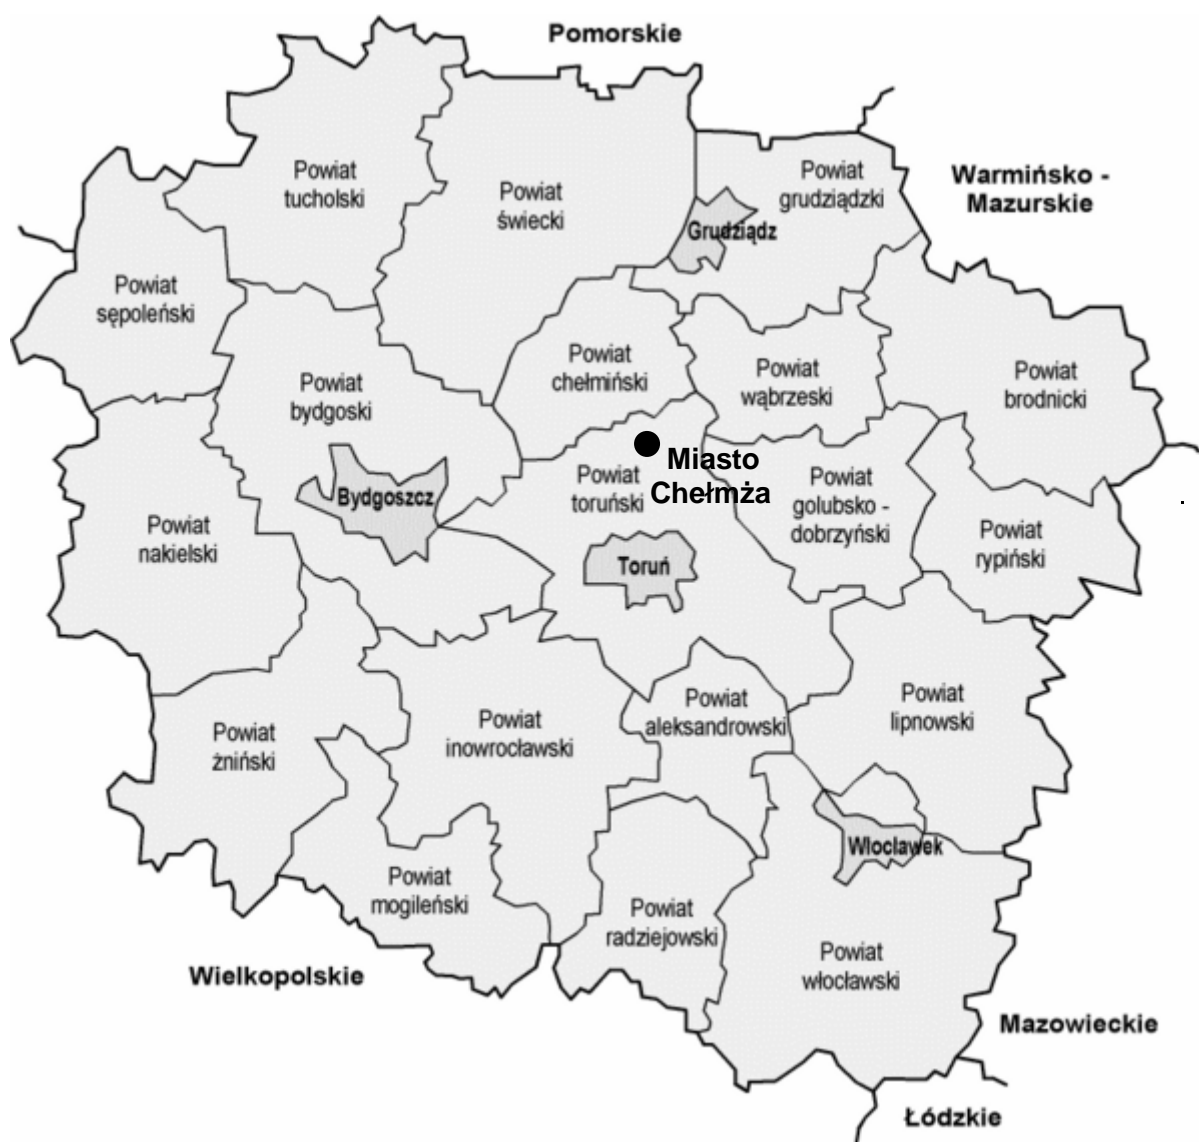 Pomorskie
Warmińsko -
Mazurskie
Powiat
tucholski
Powiat
świecki
Powiat
grudziądzki
Grudziądz
Powiat
sępoleński
Powiat
chełmiński
Powiat
wąbrzeski
Powiat
brodnicki
Powiat
bydgoski
Miasto
Chełmża
Powiat
toruński
Bydgoszcz
Powiat
golubsko -
dobrzyński
Powiat
nakielski
Powiat
rypiński
Toruń
Powiat
żniński
Powiat
inowrocławski
Powiat
aleksandrowski
Powiat
lipnowski
Wloclawek
Powiat
mogileński
Powiat
radziejowski
Powiat
włocławski
Wielkopolskie
Mazowieckie
Łódzkie